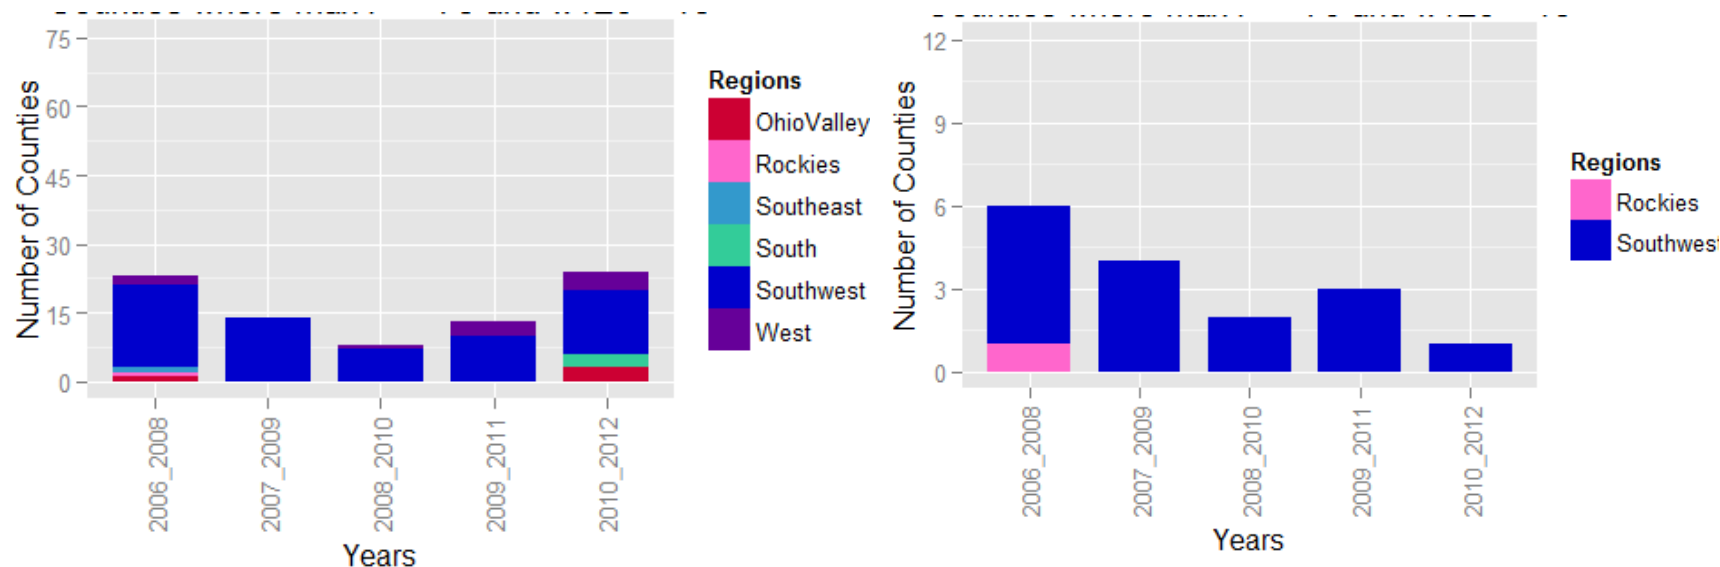 75
60
45
30
15
0
Number of Counties
2006_2008
2007_2009
2008_2010
2009_2011
2010_2012
Years
Regions
OhioValley
Rockies
Southeast
South
Southwest
West
12
9
6
3
0
Number of Counties
2006_2008
2007_2009
2008_2010
2009_2011
2010_2012
Years
Regions
Rockies
Southwest